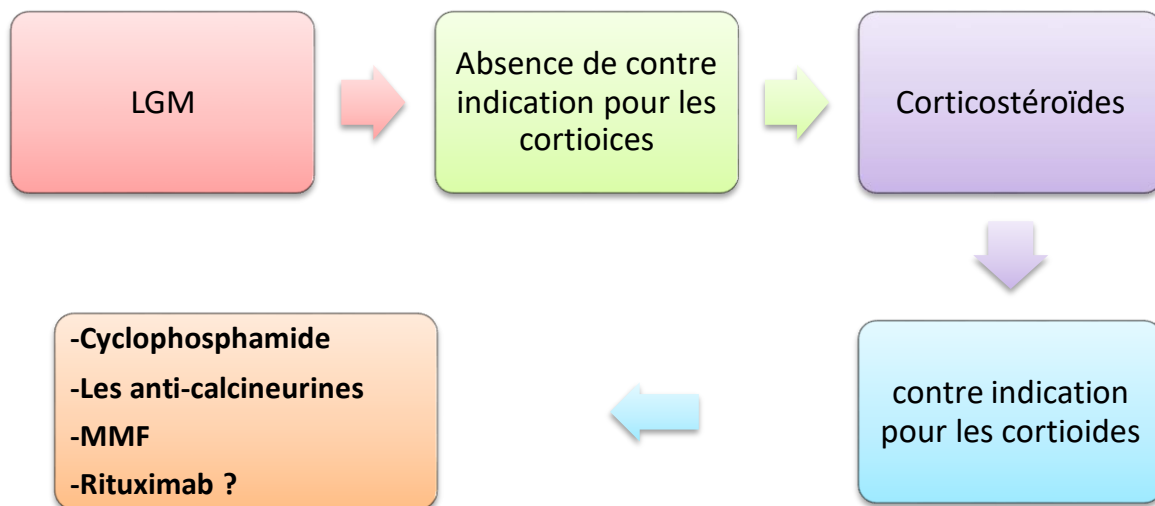 LGM
Absence de contre
indication pour les
cortioices
Corticostéroïdes
contre indication
pour les cortioides
-Cyclophosphamide
-Les anti-calcineurines
-MMF
-Rituximab ?